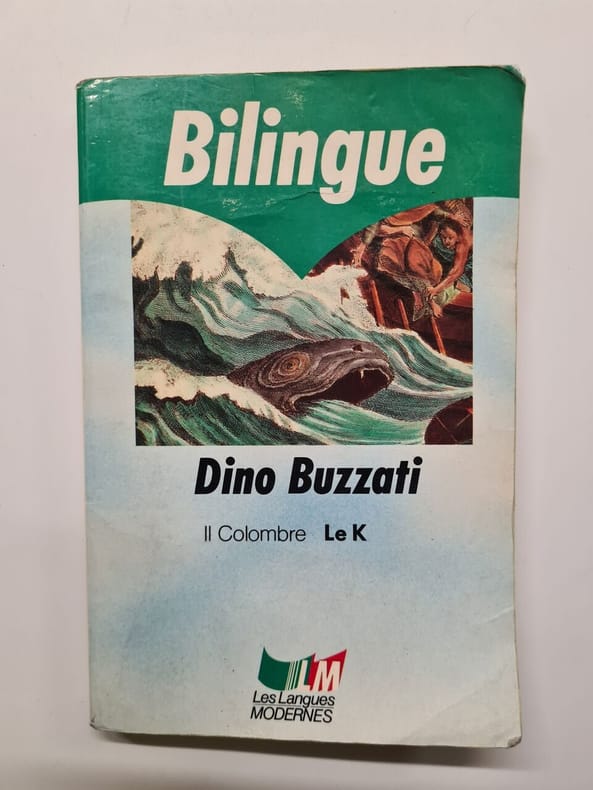 Bilingue
Dino Buzzati
Il Colombre Le K
LM
Les Langues
MODERNES